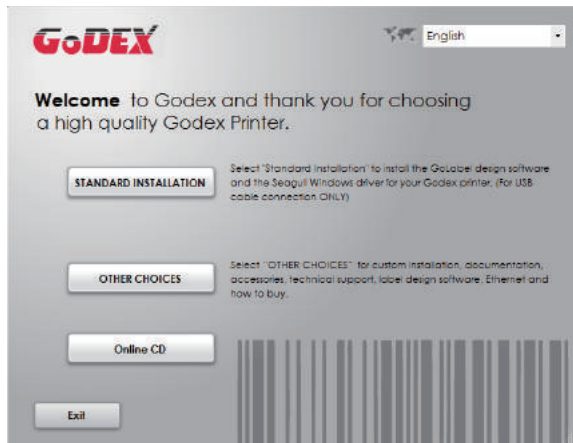 GoDEX
English
Welcome to Godex and thank you for choosing
a high quality Godex Printer.
STANDARD INSTALLATION
Select "Standard Installation" to install the GoLabel design software
and the Seagull Windows driver for your Godex printer. (For USB
cable connection ONLY)
OTHER CHOICES
Select "OTHER CHOICES" for custom installation, documentation,
accessories, technical support, label design software, Ethernet and
how to buy.
Online CD
Exit